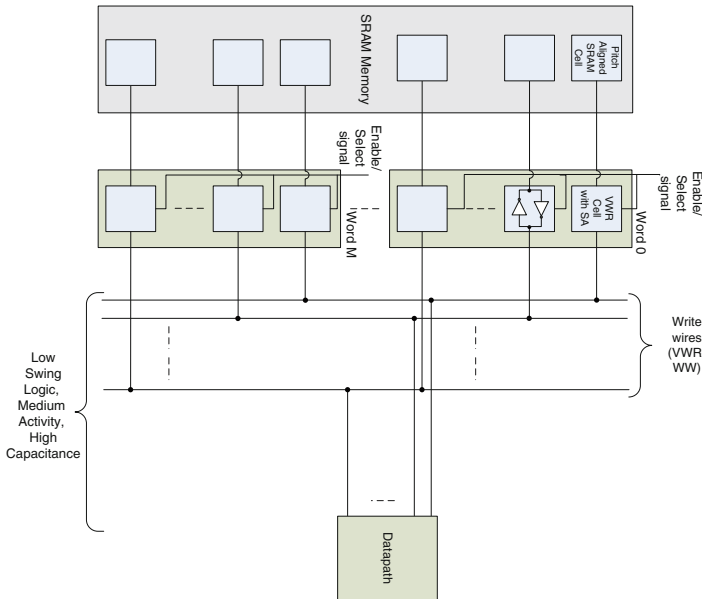 SRAM Memory
Pitch
Aligned
SRAM
Cell
Enable/
Select
signal
Enable/
Select
signal
Word M
VWR
Cell
with SA
Word 0
Low
Swing
Logic,
Medium
Activity,
High
Capacitance
Write
wires
(VWR
WW)
Datapath